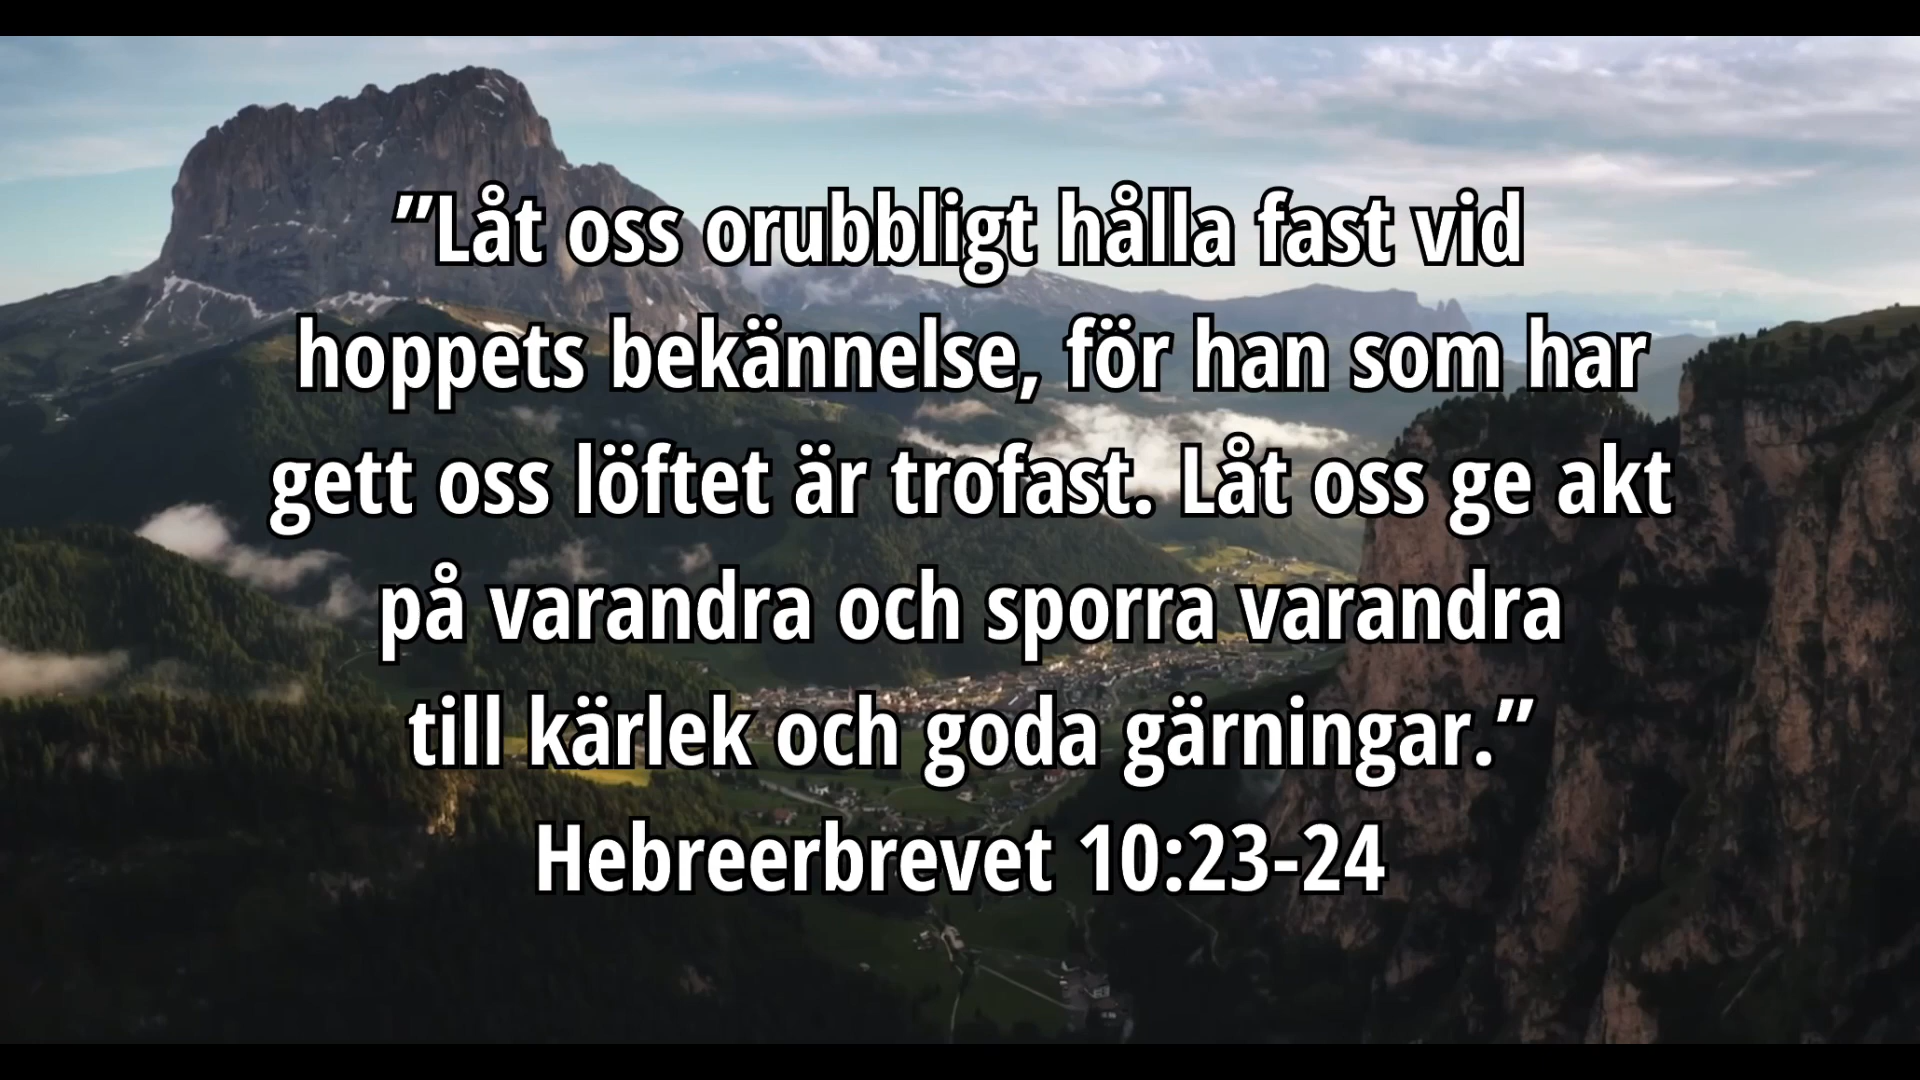 ”Låt oss orubbligt hålla fast vid
hoppets bekännelse, för han som har
gett oss löftet är trofast. Låt oss ge akt
på varandra och sporra varandra
till kärlek och goda gärningar.”
Hebreerbrevet 10:23-24